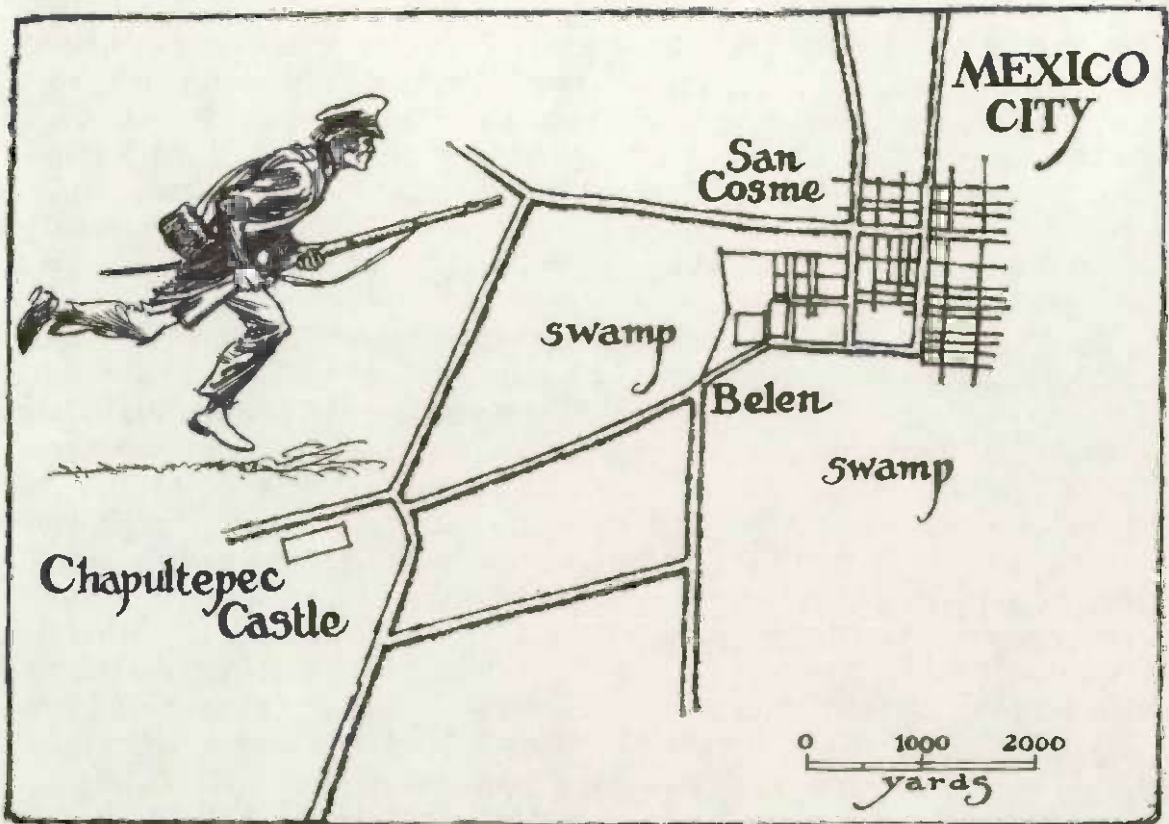 MEXICO
CITY
San
Cosme
swamp
Belen
swamp
Chapultepec
Castle
0 1000 2000
yards